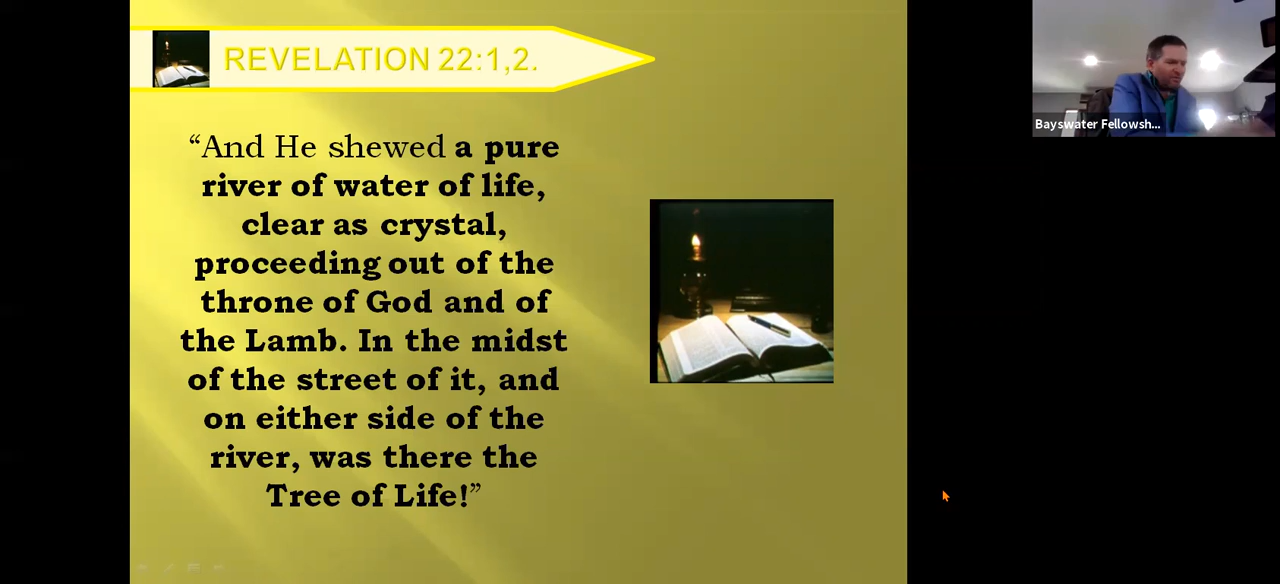 REVELATION 22:1,2.
“And He shewed a pure
river of water of life,
clear as crystal,
proceeding out of the
throne of God and of
the Lamb. In the midst
of the street of it, and
on either side of the
river, was there the
Tree of Life!”
Bayswater Fellowsh...